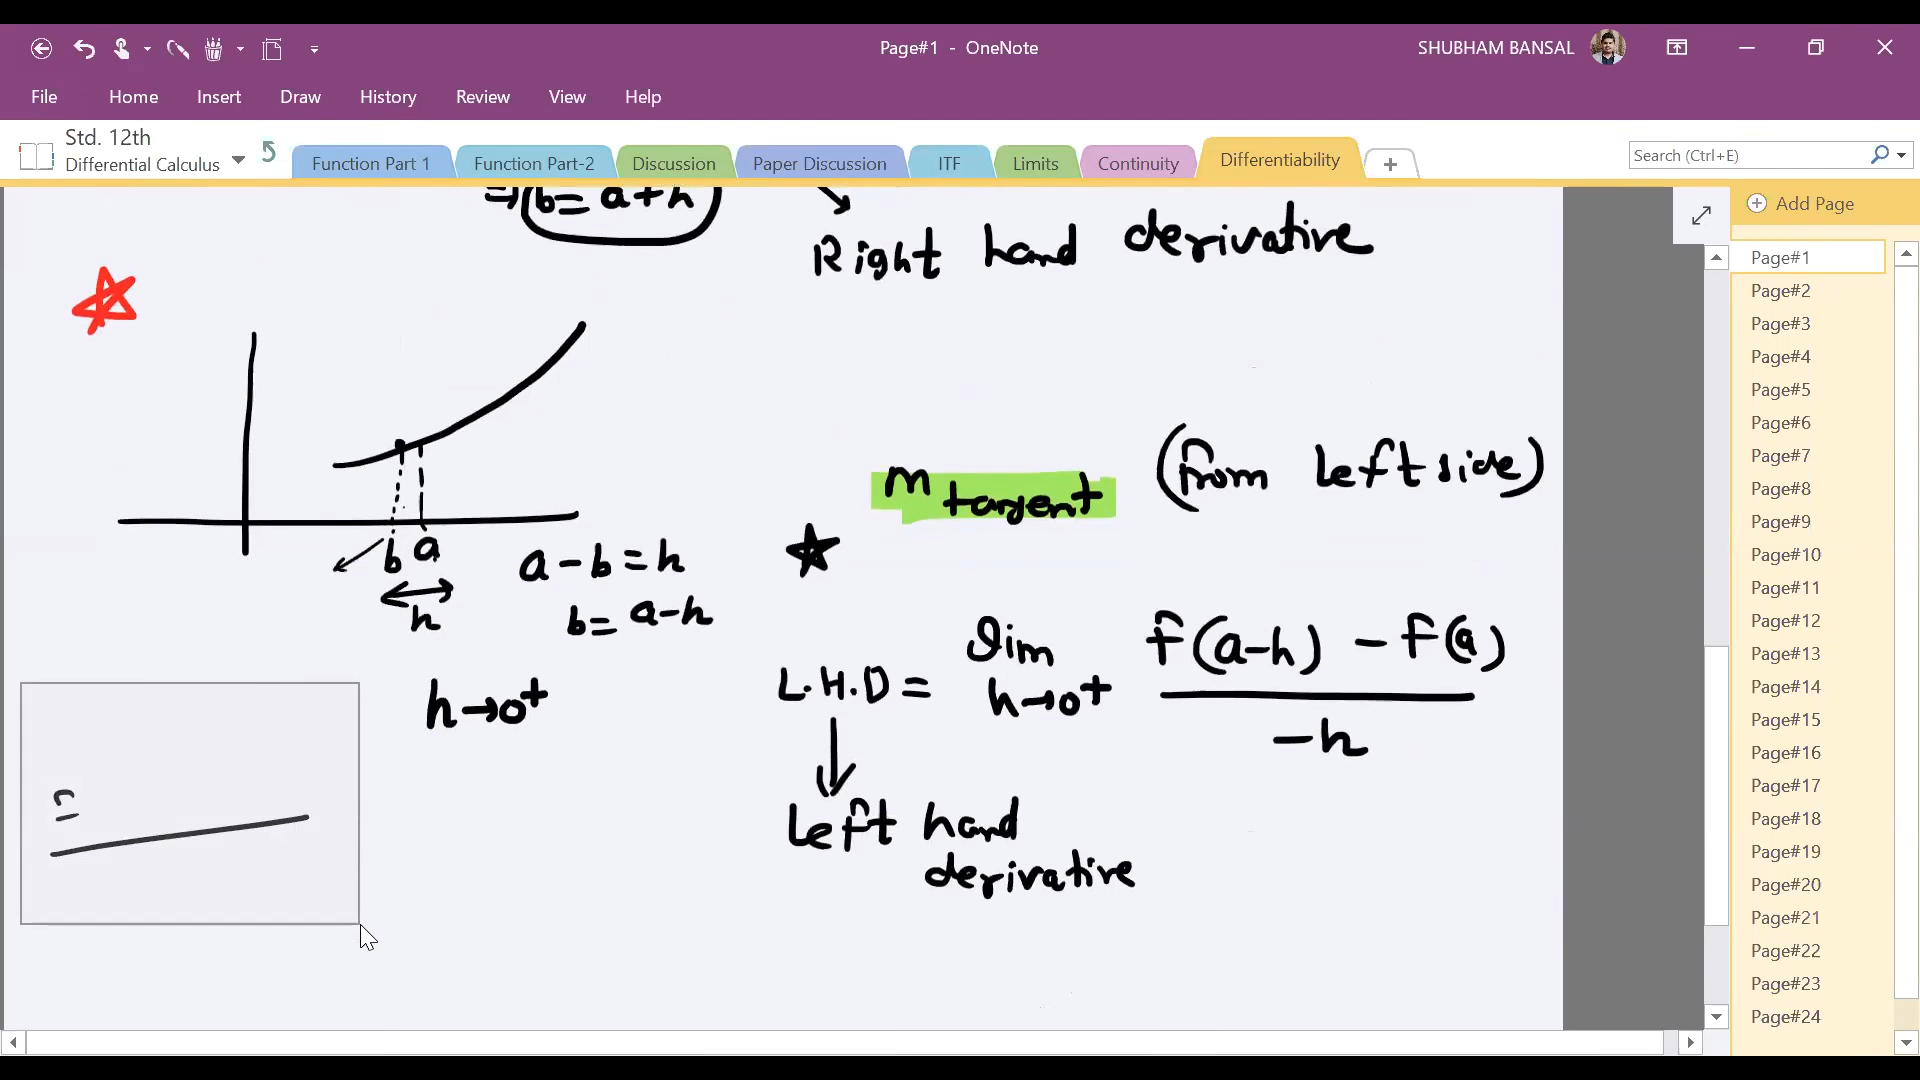 Page#1 - OneNote
SHUBHAM BANSAL
File Home Insert Draw History Review View Help
Std. 12th
Differential Calculus
Function Part 1 Function Part-2 Discussion Paper Discussion ITF Limits Continuity Differentiability +
Search (Ctrl+E)
Add Page
⇒ b = a+h
Right hand derivative
m tangent (from left side)
b a
h
a - b = h
b = a-h
h→0+
L.H.D = lim h→0+ f(a-h) - f(a) / -h
Left hand
derivative
Page#1
Page#2
Page#3
Page#4
Page#5
Page#6
Page#7
Page#8
Page#9
Page#10
Page#11
Page#12
Page#13
Page#14
Page#15
Page#16
Page#17
Page#18
Page#19
Page#20
Page#21
Page#22
Page#23
Page#24